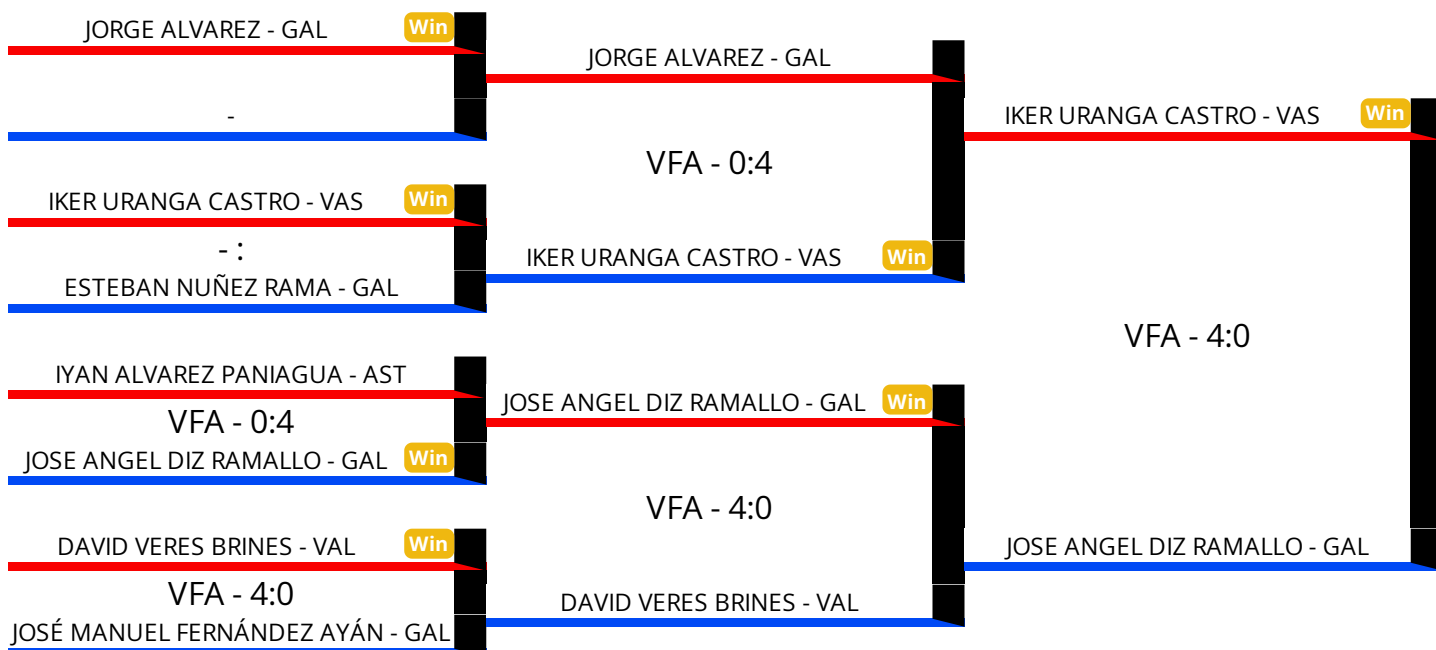 JORGE ALVAREZ - GAL Win
-
IKER URANGA CASTRO - VAS Win
- :
ESTEBAN NUÑEZ RAMA - GAL
IYAN ALVAREZ PANIAGUA - AST
VFA - 0:4
JOSE ANGEL DIZ RAMALLO - GAL Win
DAVID VERES BRINES - VAL Win
VFA - 4:0
JOSÉ MANUEL FERNÁNDEZ AYÁN - GAL
JORGE ALVAREZ - GAL
VFA - 0:4
IKER URANGA CASTRO - VAS Win
JOSE ANGEL DIZ RAMALLO - GAL Win
VFA - 4:0
DAVID VERES BRINES - VAL
IKER URANGA CASTRO - VAS Win
VFA - 4:0
JOSE ANGEL DIZ RAMALLO - GAL